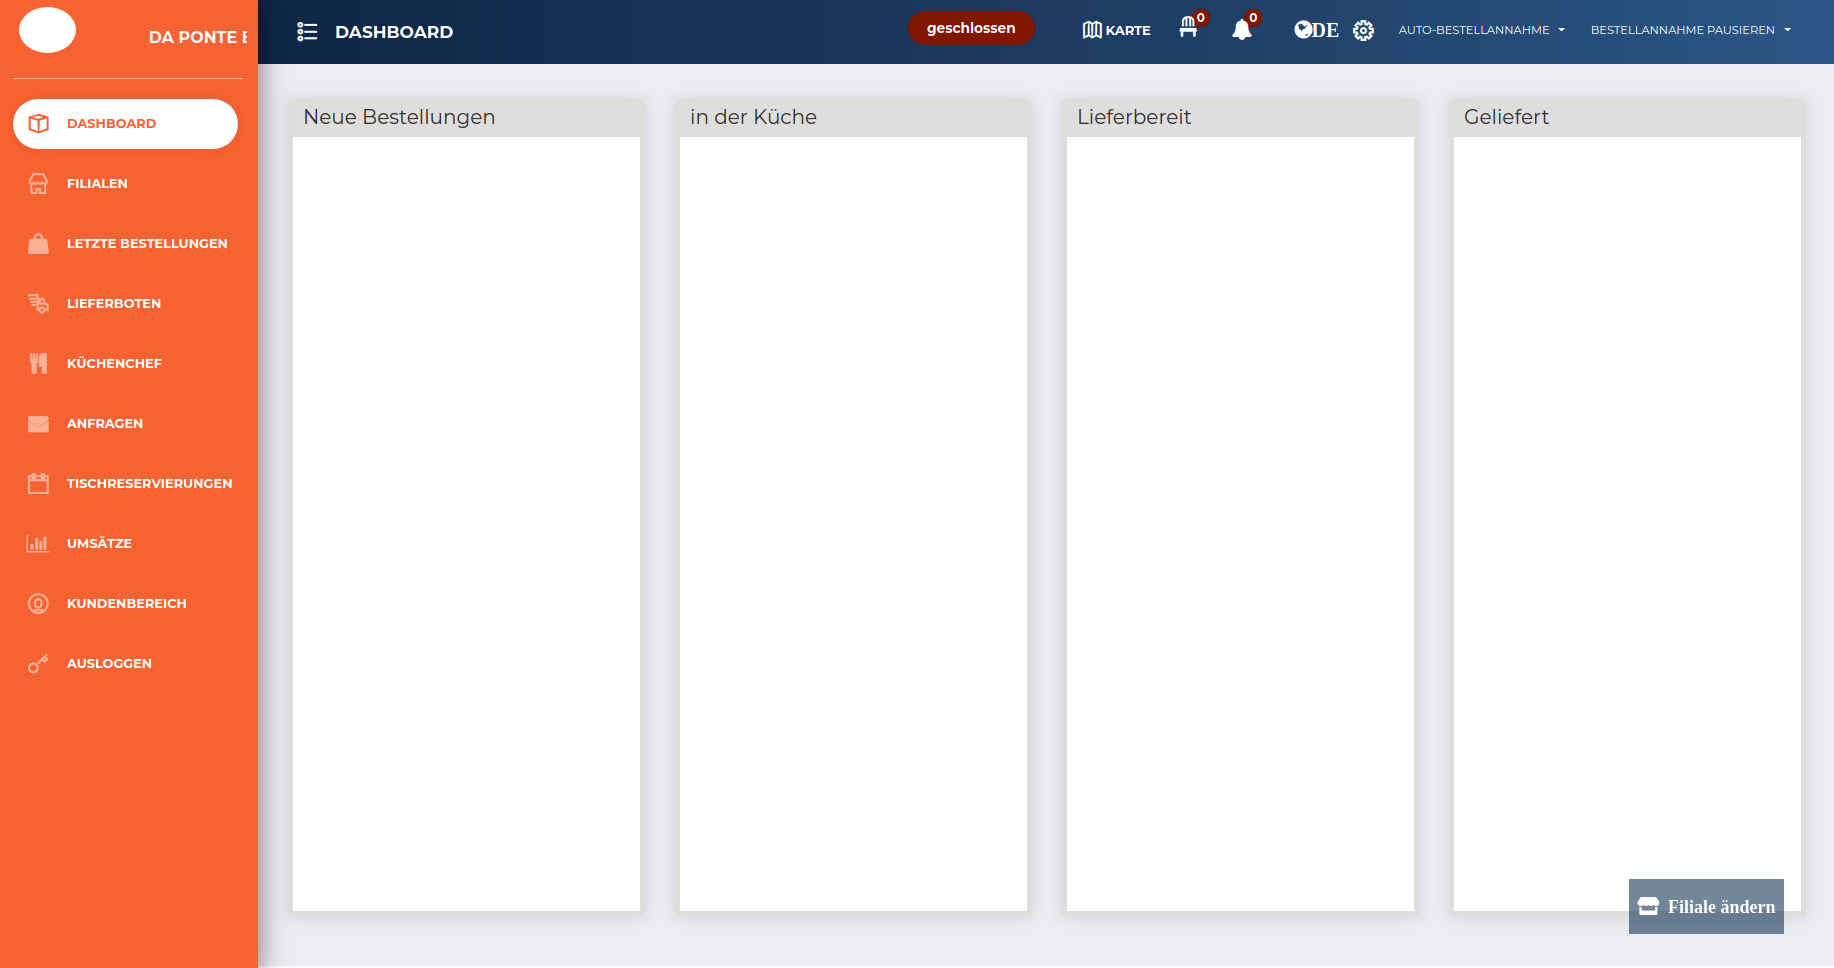 DA PONTE
DASHBOARD
FILIALEN
LETZTE BESTELLUNGEN
LIEFERBOTEN
KÜCHENCHEF
ANFRAGEN
TISCHRESERVIERUNGEN
UMSÄTZE
KUNDENBEREICH
AUSLOGGEN
DASHBOARD
geschlossen
KARTE
0
0
DE
AUTO-BESTELLANNAHME
BESTELLANNAHME PAUSIEREN
Neue Bestellungen
in der Küche
Lieferbereit
Geliefert
Filiale ändern